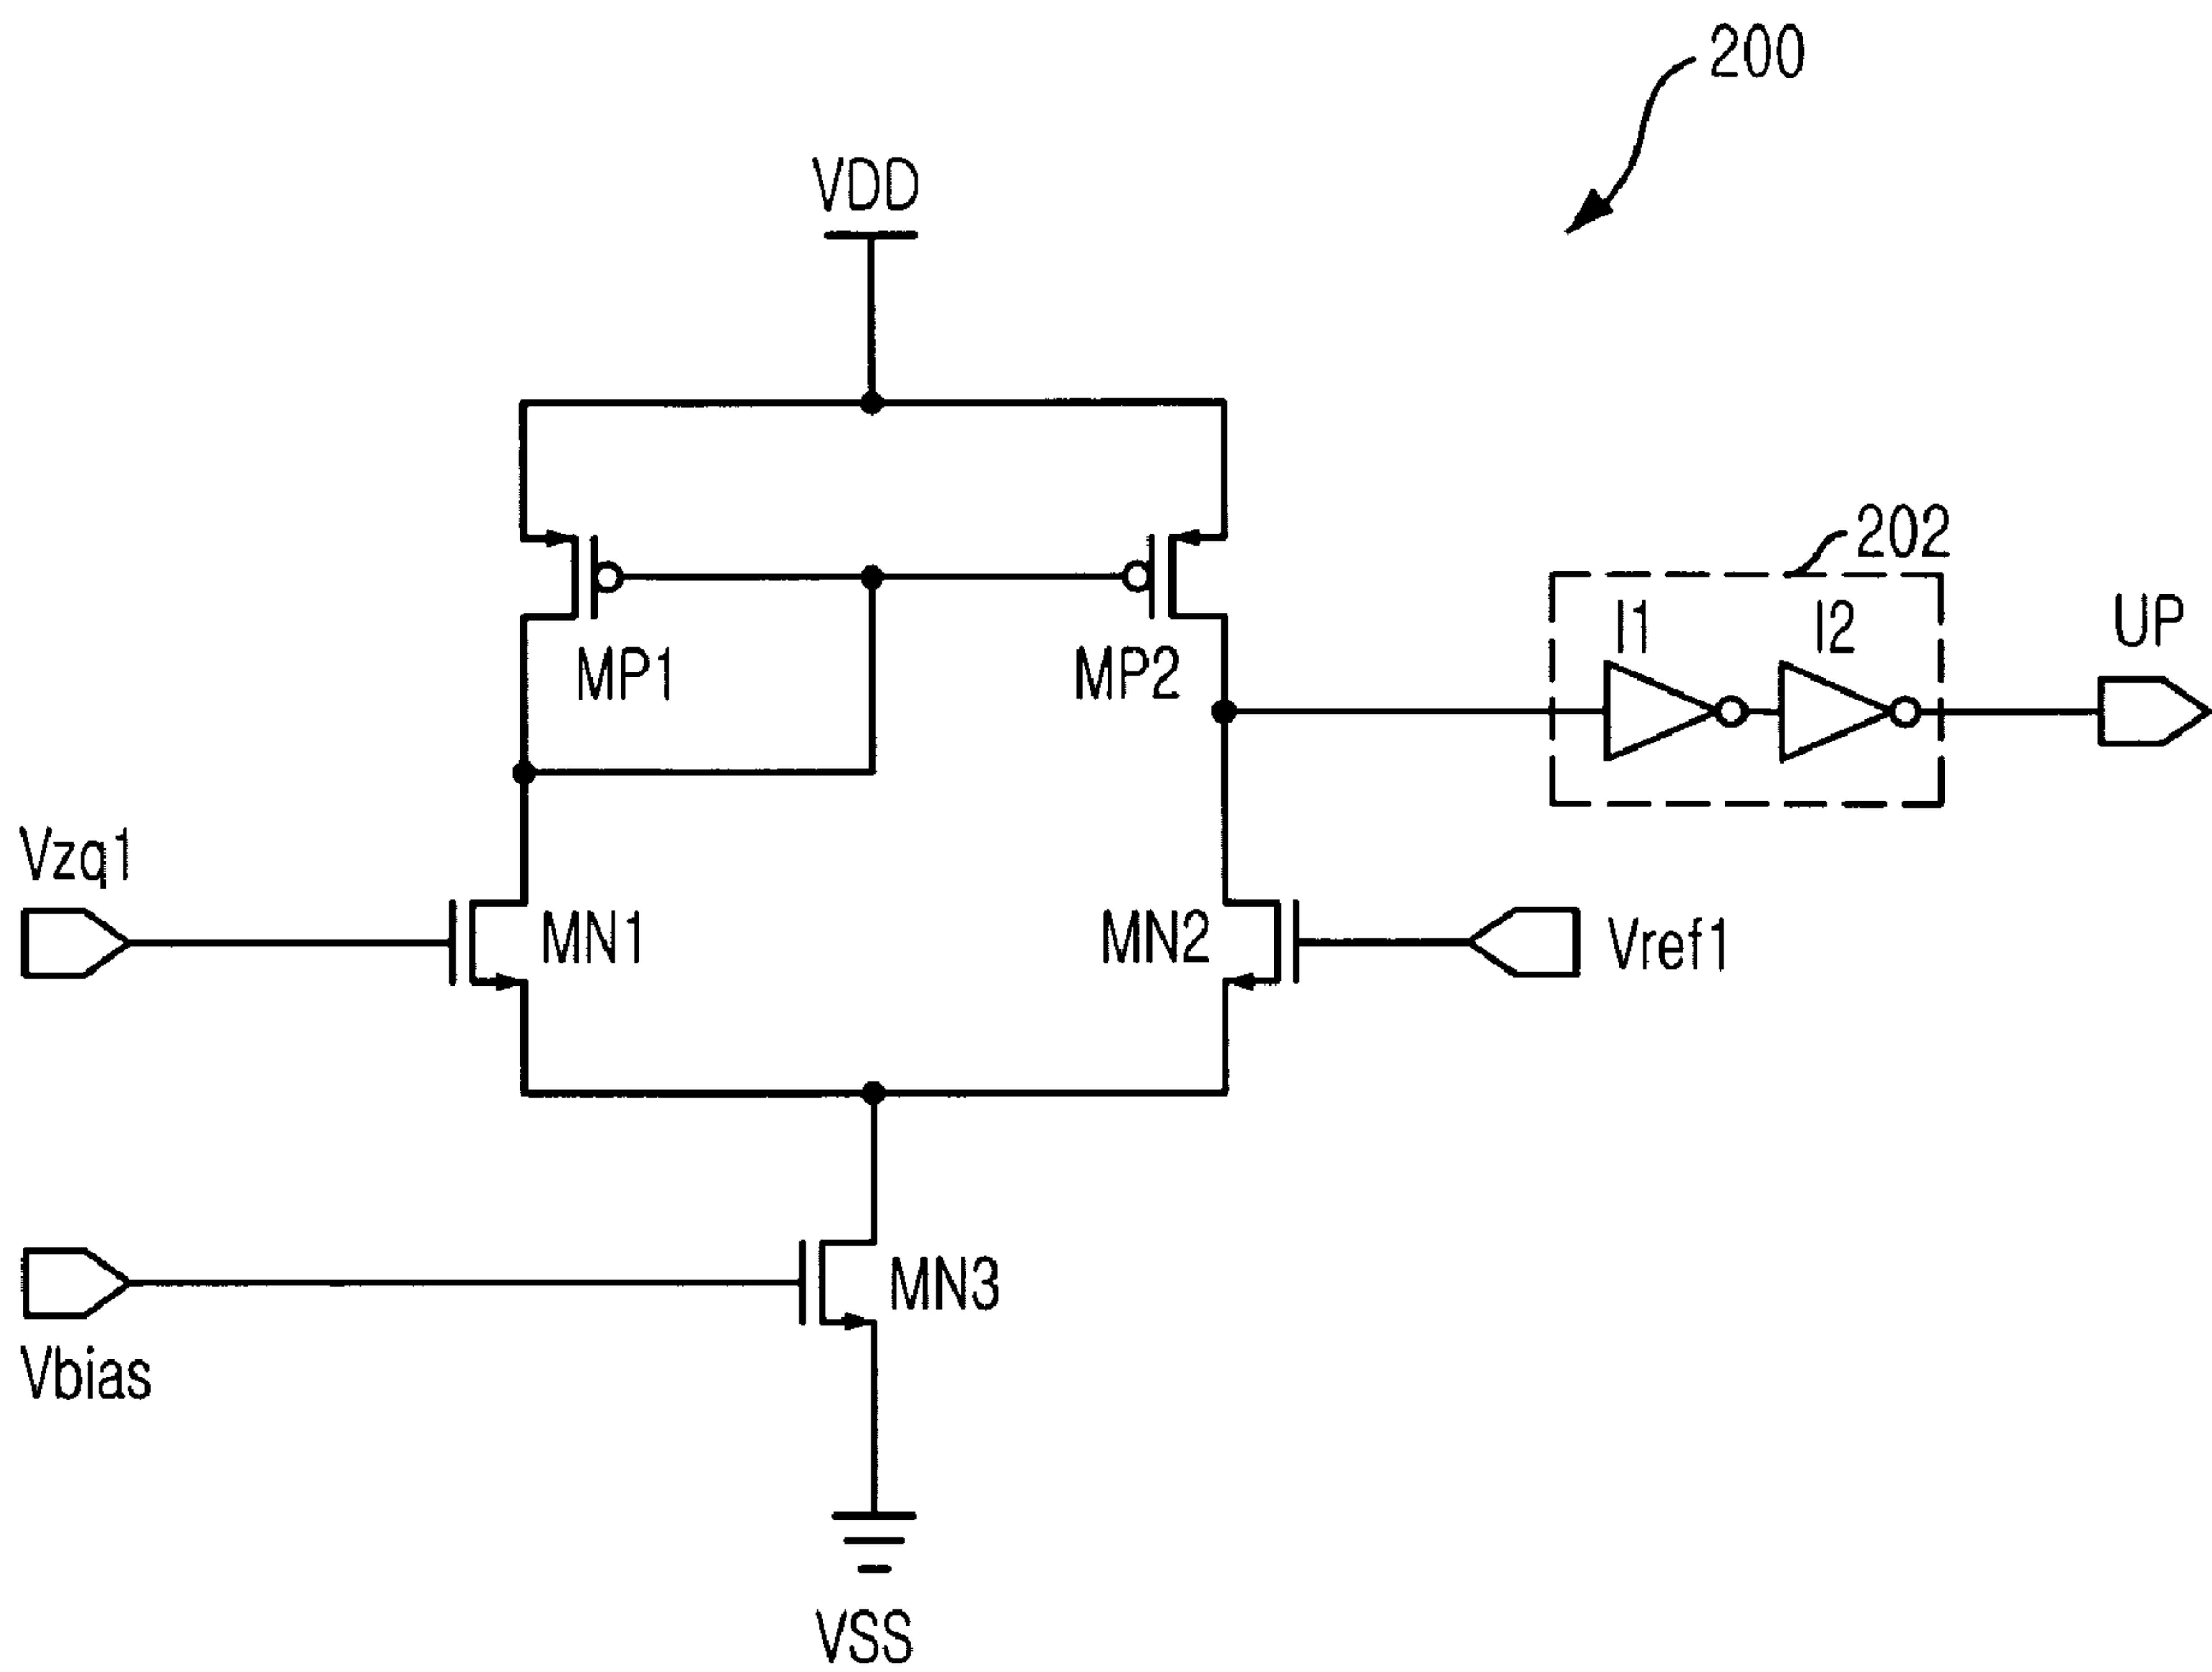 200
VDD
202
I1
I2
UP
MP1
MP2
Vzq1
MN1
MN2
Vref1
MN3
Vbias
VSS